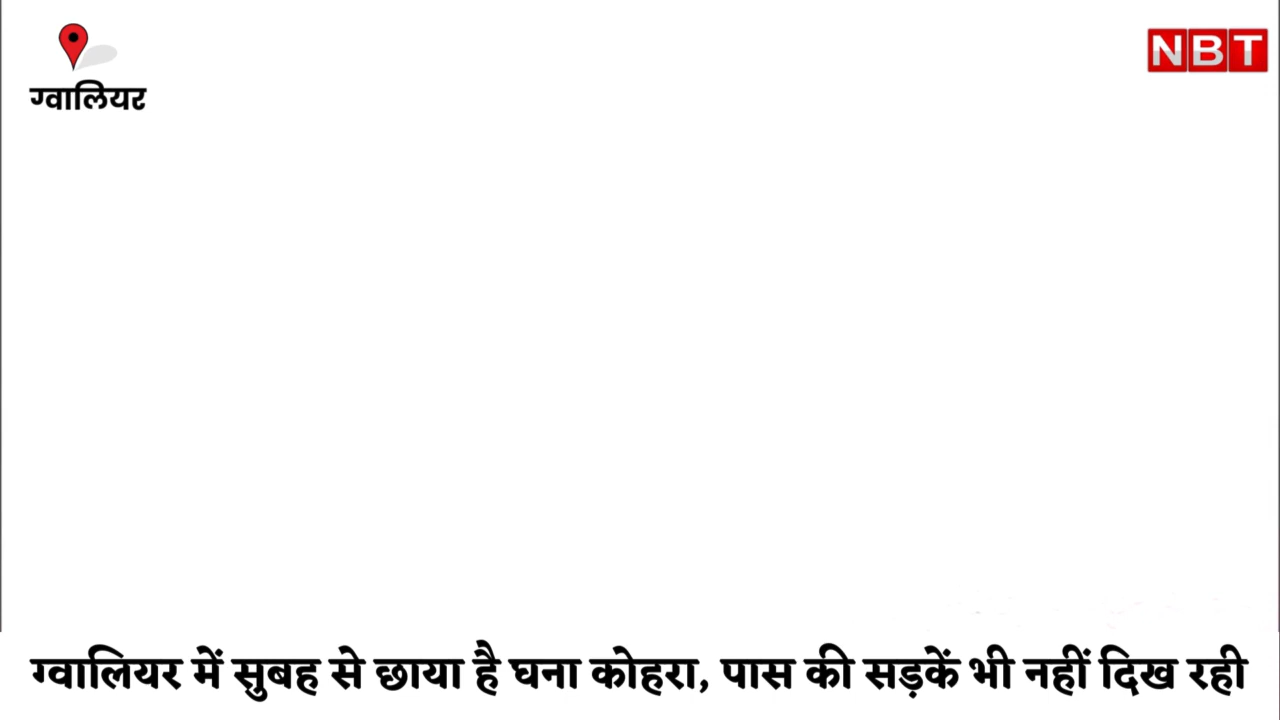 ग्वालियर
NBT
ग्वालियर में सुबह से छाया है घना कोहरा, पास की सड़कें भी नहीं दिख रही